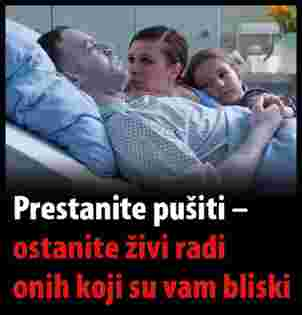 Prestanite pušiti –
ostanite živi radi
onih koji su vam bliski